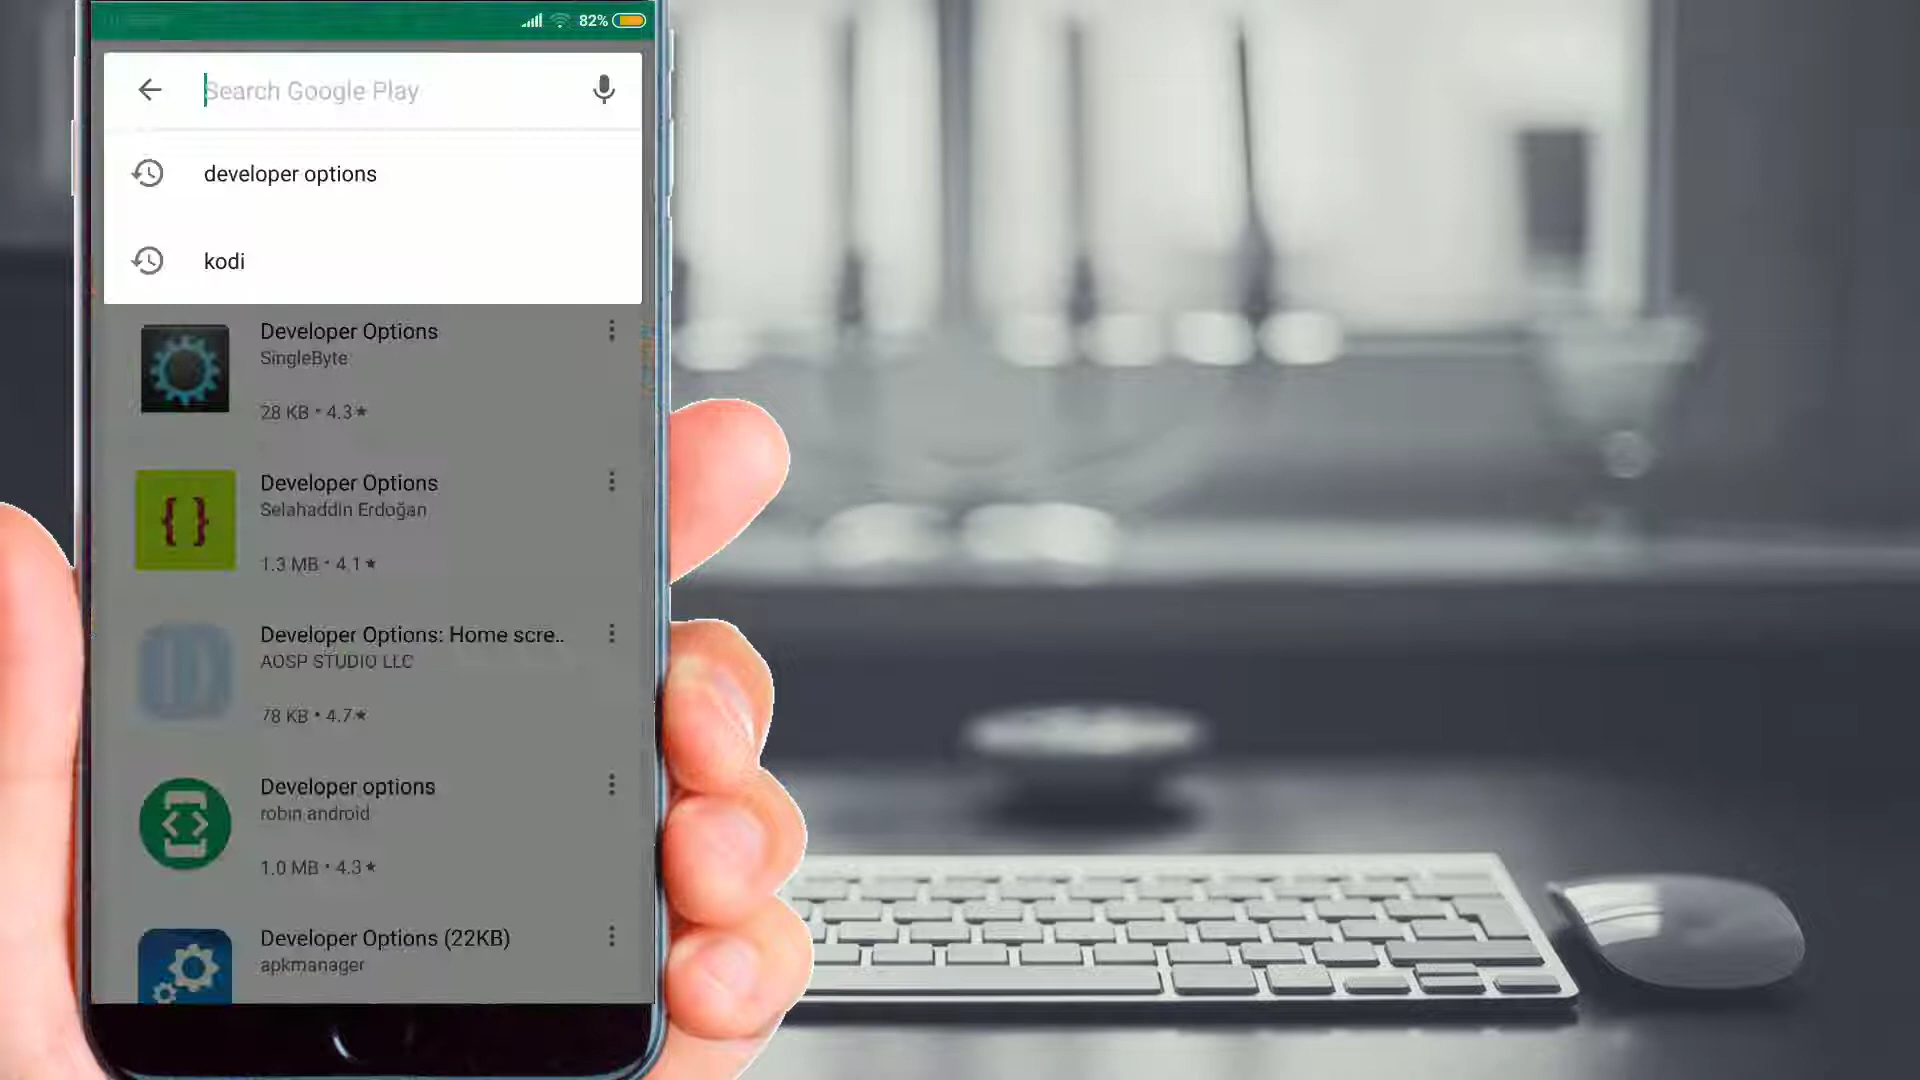 82%
Search Google Play
developer options
kodi
Developer Options
SingleByte
28 KB • 4.3★
Developer Options
Selahaddin Erdoğan
1.3 MB • 4.1★
Developer Options: Home scre..
AOSP STUDIO LLC
78 KB • 4.7★
Developer options
robin android
1.0 MB • 4.3★
Developer Options (22KB)
apkmanager